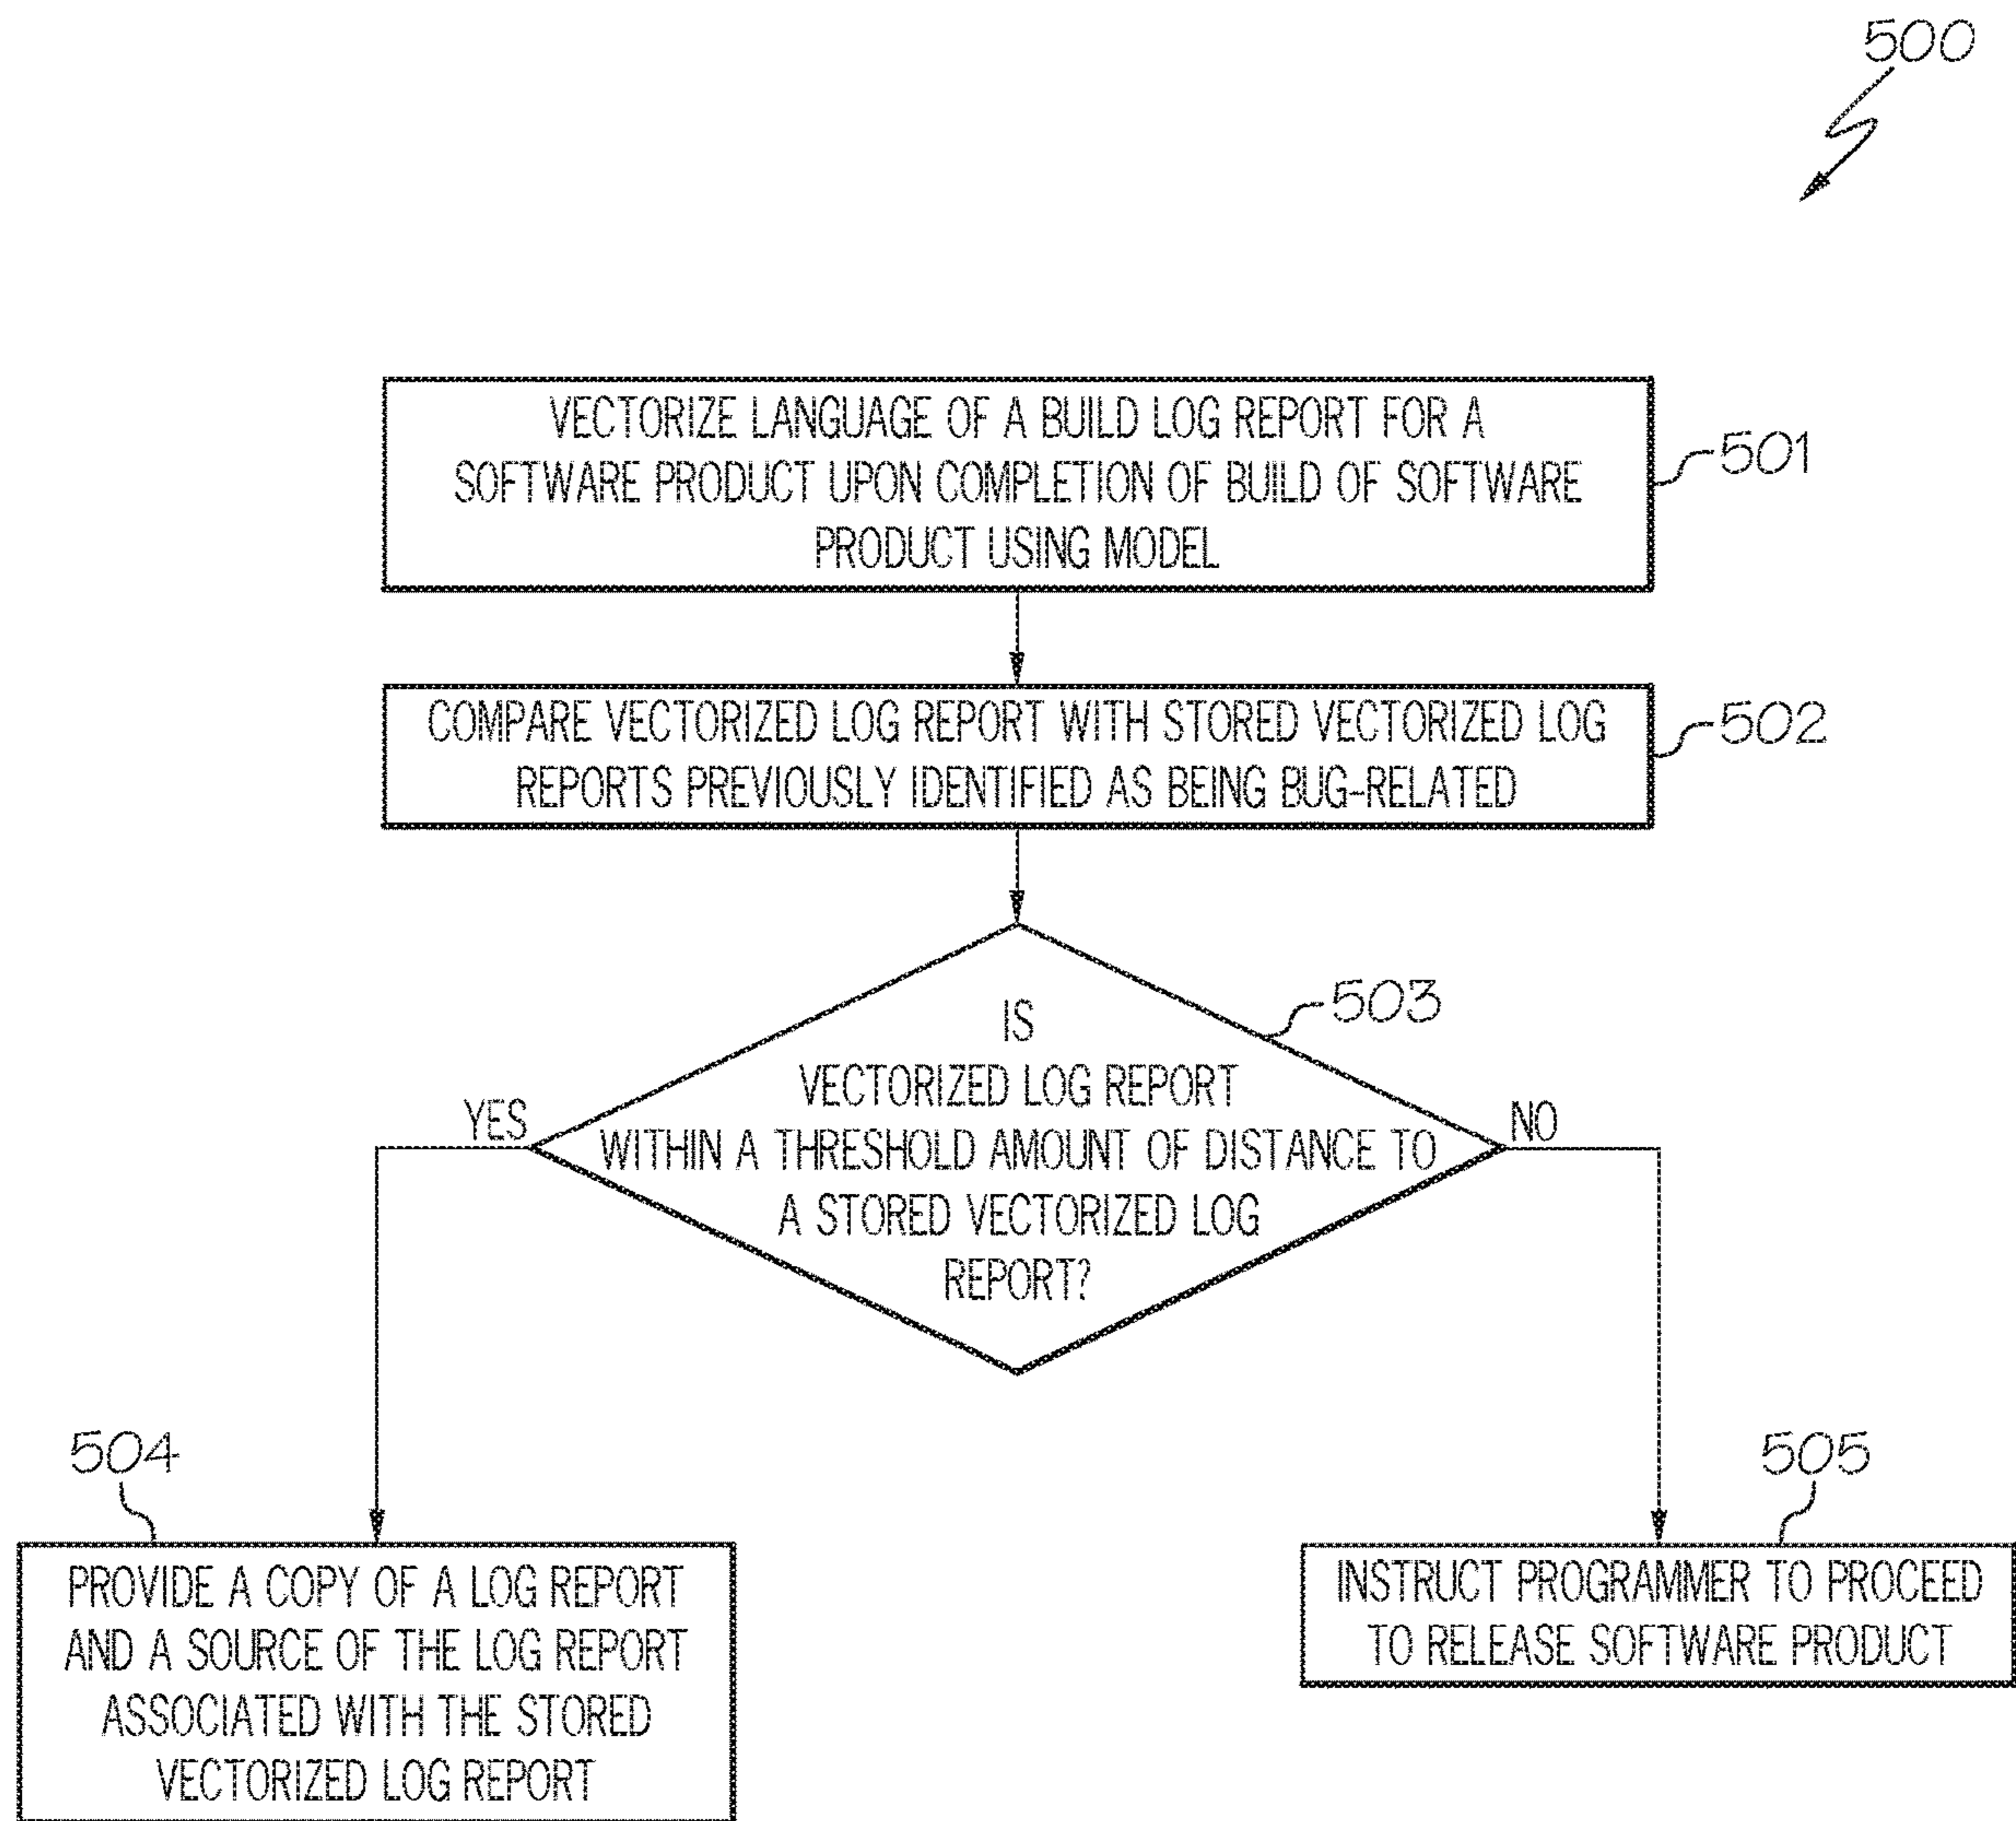 500
VECTORIZE LANGUAGE OF A BUILD LOG REPORT FOR A
SOFTWARE PRODUCT UPON COMPLETION OF BUILD OF SOFTWARE
PRODUCT USING MODEL
501
COMPARE VECTORIZED LOG REPORT WITH STORED VECTORIZED LOG
REPORTS PREVIOUSLY IDENTIFIED AS BEING BUG-RELATED
502
IS
VECTORIZED LOG REPORT
WITHIN A THRESHOLD AMOUNT OF DISTANCE TO
A STORED VECTORIZED LOG
REPORT?
503
YES
NO
504
PROVIDE A COPY OF A LOG REPORT
AND A SOURCE OF THE LOG REPORT
ASSOCIATED WITH THE STORED
VECTORIZED LOG REPORT
505
INSTRUCT PROGRAMMER TO PROCEED
TO RELEASE SOFTWARE PRODUCT